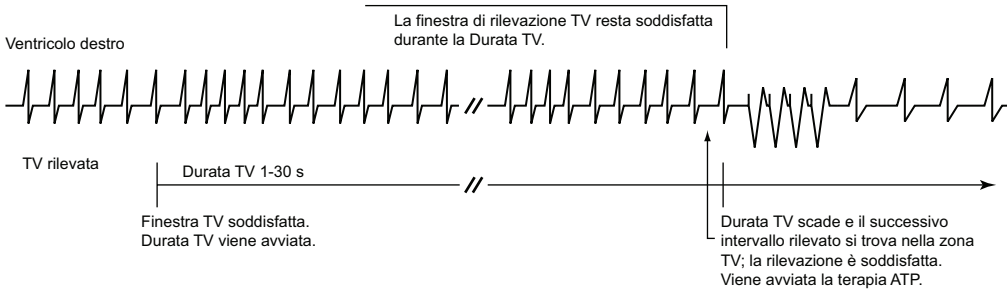 La finestra di rilevazione TV resta soddisfatta
durante la Durata TV.
Ventricolo destro
TV rilevata
Durata TV 1-30 s
Finestra TV soddisfatta.
Durata TV viene avviata.
Durata TV scade e il successivo
intervallo rilevato si trova nella zona
TV; la rilevazione è soddisfatta.
Viene avviata la terapia ATP.